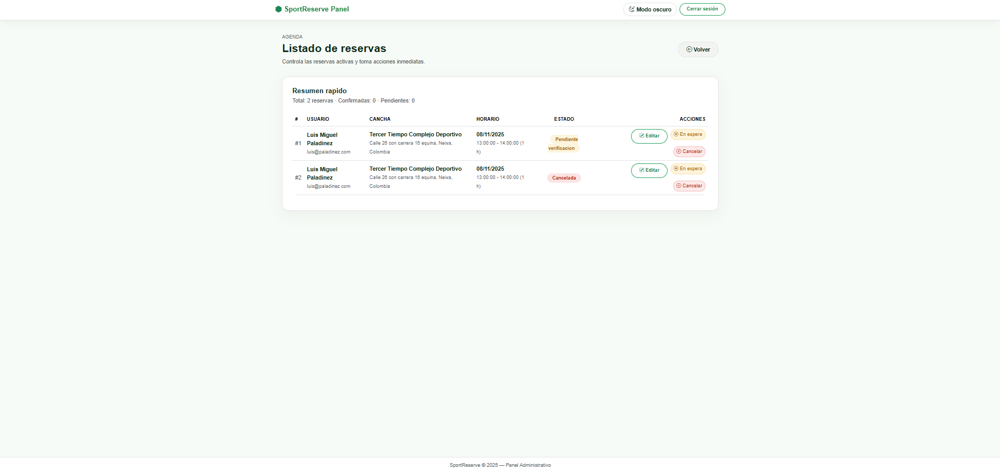 SportReserve Panel
Modo oscuro
Cerrar sesión
AGENDA
Listado de reservas
Volver
Controla las reservas activas y toma acciones inmediatas.
Resumen rapido
Total: 2 reservas · Confirmadas: 0 · Pendientes: 0
# USUARIO CANCHA HORARIO ESTADO ACCIONES
#1
Luis Miguel
Paladinez
luis@paladinez.com
Tercer Tiempo Complejo Deportivo
Calle 26 con carrera 16 equina, Neiva,
Colombia
08/11/2025
13:00:00 - 14:00:00 (1
h)
Pendiente
verificacion
Editar
En espera
Cancelar
#2
Luis Miguel
Paladinez
luis@paladinez.com
Tercer Tiempo Complejo Deportivo
Calle 26 con carrera 16 equina, Neiva,
Colombia
08/11/2025
13:00:00 - 14:00:00 (1
h)
Cancelada
Editar
En espera
Cancelar
SportReserve © 2025 — Panel Administrativo